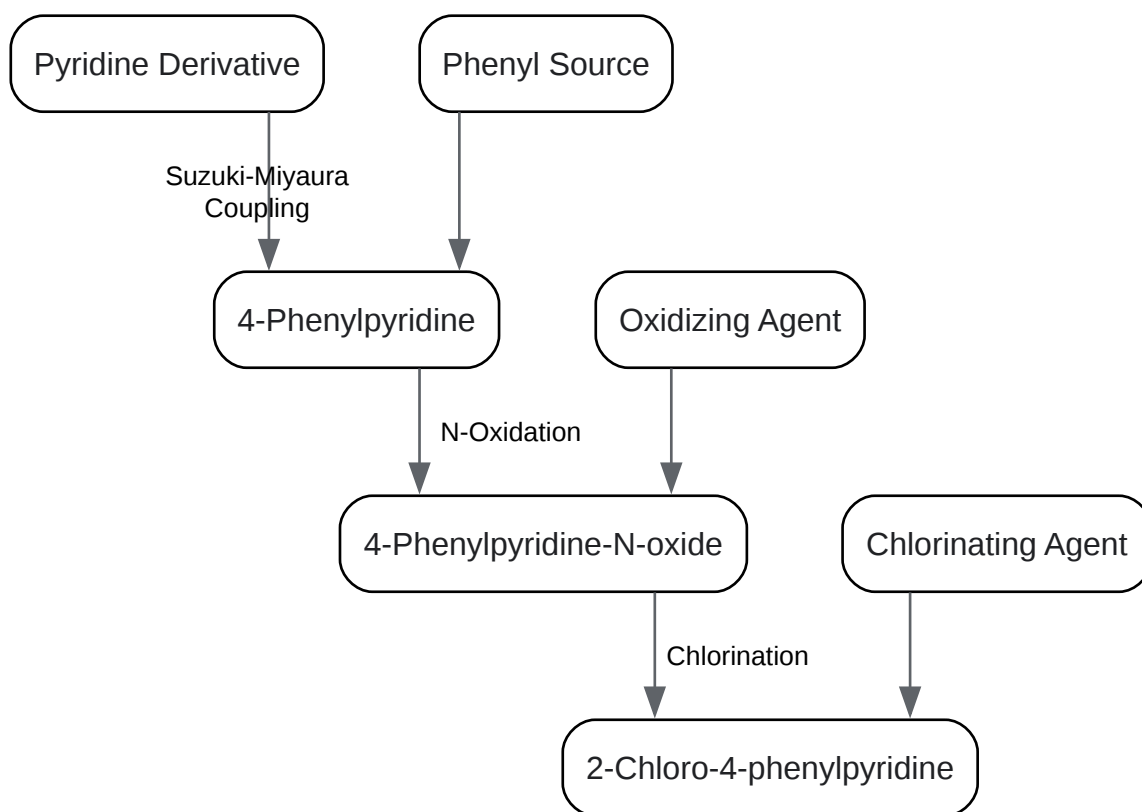 Pyridine Derivative
Phenyl Source
Suzuki-Miyaura
Coupling
4-Phenylpyridine
Oxidizing Agent
N-Oxidation
4-Phenylpyridine-N-oxide
Chlorinating Agent
Chlorination
2-Chloro-4-phenylpyridine